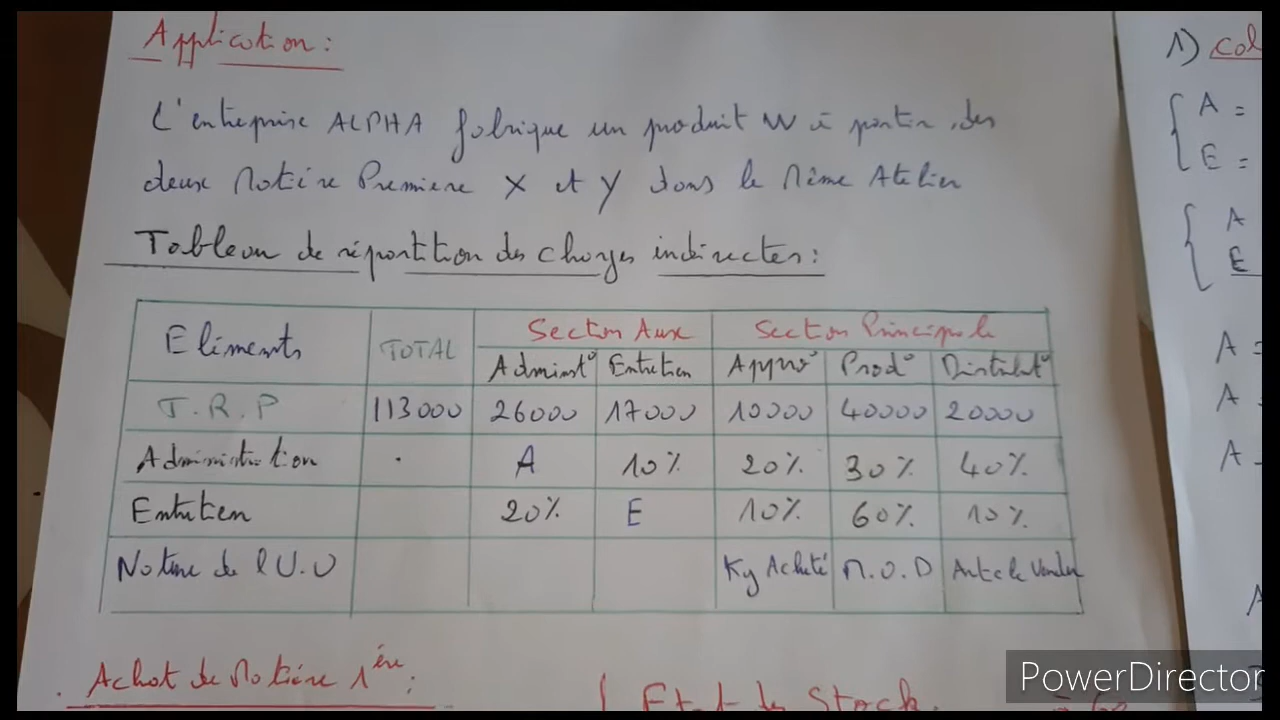 Application :
L'entreprise ALPHA fabrique un produit W à partir des
deux Matière Premiere X et Y dans le Même Atelier
Tableau de répartition des charges indirectes :
Eléments TOTAL Section Aux Section Principale
Administ° Entretien Appro° Prod° Distribut°
T.R.P 113000 26000 17000 10000 40000 20000
Administration A 10% 20% 30% 40%
Entretien 20% E 10% 60% 10%
Nature de l'U.O Kg Acheté M.O.D Article Vendu
Achat de Matière 1ère :
Etat des Stock
1) Cal
A =
E =
A
E
A =
A
A
PowerDirector